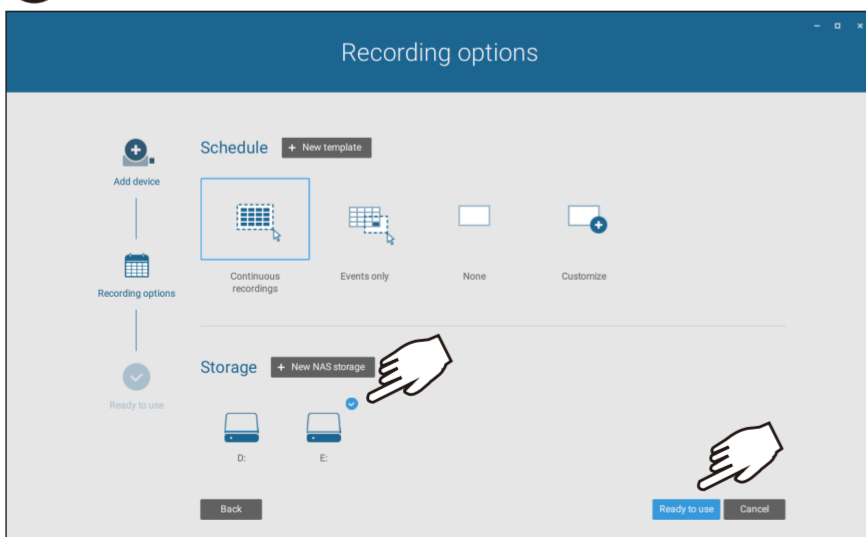 Recording options
Schedule
+ New template
Add device
Continuous
recordings
Events only
None
Customize
Recording options
Storage
+ New NAS storage
Ready to use
D:
E:
Back
Ready to use
Cancel